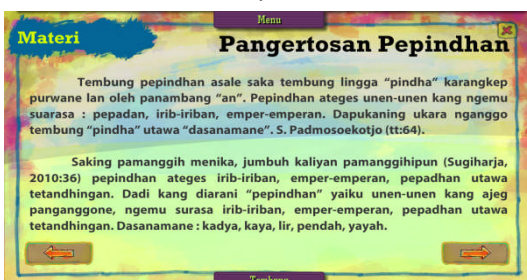 Menu
Materi
Pangertosan Pepindhan
Tembung pepindhan asale saka tembung lingga “pindha” karangkep
purwane lan oleh panambang “an”. Pepindhan ateges unen-unen kang ngemu
suarasa : pepadan, irib-iriban, emper-emperan. Dapukaning ukara nganggo
tembung “pindha” utawa “dasanamane”. S. Padmosoekotjo (tt:64).
Saking pamanggih menika, jumbuh kaliyan pamanggihipun (Sugiharja,
2010:36) pepindhan ateges irib-iriban, emper-emperan, pepadhan utawa
tetandhingan. Dadi kang diarani “pepindhan” yaiku unen-unen kang ajeg
panganggone, ngemu surasa irib-iriban, emper-emperan, pepadhan utawa
tetandhingan. Dasanamane : kadya, kaya, lir, pendah, yayah.